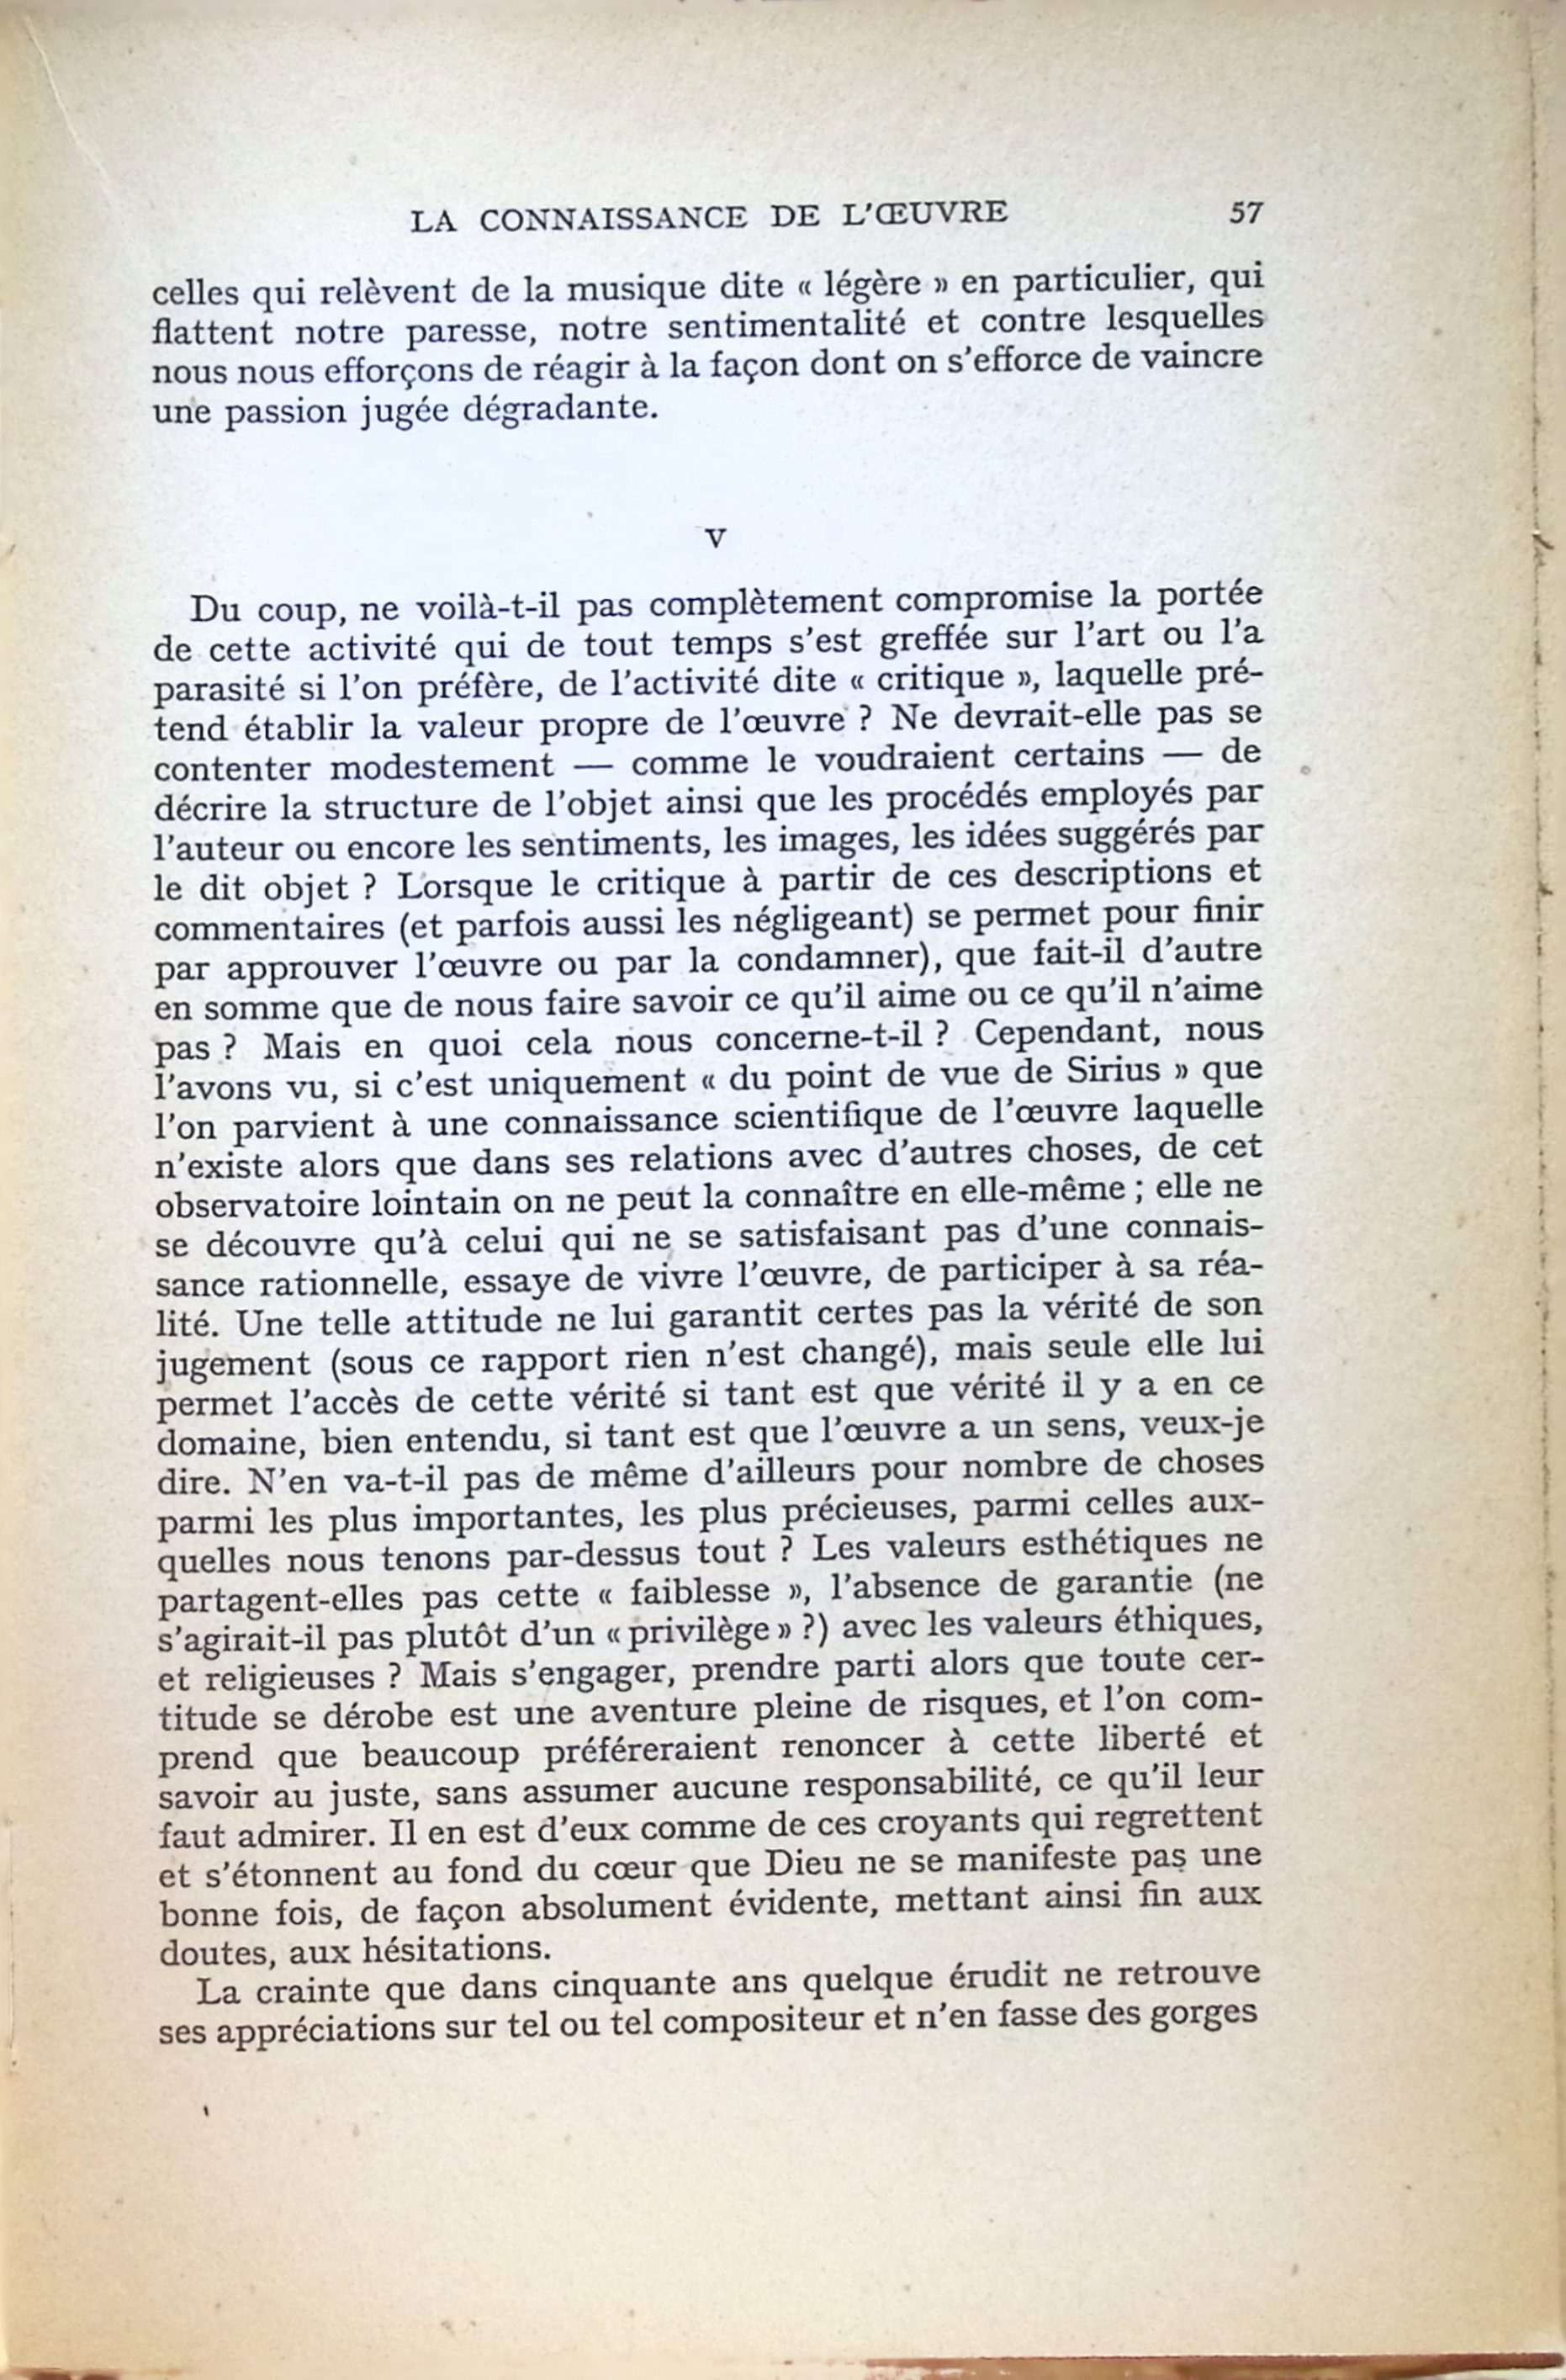 LA CONNAISSANCE DE L'ŒUVRE 57
celles qui relèvent de la musique dite « légère » en particulier, qui
flattent notre paresse, notre sentimentalité et contre lesquelles
nous nous efforçons de réagir à la façon dont on s'efforce de vaincre
une passion jugée dégradante.
V
Du coup, ne voilà-t-il pas complètement compromise la portée
de cette activité qui de tout temps s'est greffée sur l'art ou l'a
parasité si l'on préfère, de l'activité dite « critique », laquelle pré-
tend établir la valeur propre de l'œuvre ? Ne devrait-elle pas se
contenter modestement — comme le voudraient certains — de
décrire la structure de l'objet ainsi que les procédés employés par
l'auteur ou encore les sentiments, les images, les idées suggérés par
le dit objet ? Lorsque le critique à partir de ces descriptions et
commentaires (et parfois aussi les négligeant) se permet pour finir
par approuver l'œuvre ou par la condamner), que fait-il d'autre
en somme que de nous faire savoir ce qu'il aime ou ce qu'il n'aime
pas ? Mais en quoi cela nous concerne-t-il ? Cependant, nous
l'avons vu, si c'est uniquement « du point de vue de Sirius » que
l'on parvient à une connaissance scientifique de l'œuvre laquelle
n'existe alors que dans ses relations avec d'autres choses, de cet
observatoire lointain on ne peut la connaître en elle-même ; elle ne
se découvre qu'à celui qui ne se satisfaisant pas d'une connais-
sance rationnelle, essaye de vivre l'œuvre, de participer à sa réa-
lité. Une telle attitude ne lui garantit certes pas la vérité de son
jugement (sous ce rapport rien n'est changé), mais seule elle lui
permet l'accès de cette vérité si tant est que vérité il y a en ce
domaine, bien entendu, si tant est que l'œuvre a un sens, veux-je
dire. N'en va-t-il pas de même d'ailleurs pour nombre de choses
parmi les plus importantes, les plus précieuses, parmi celles aux-
quelles nous tenons par-dessus tout ? Les valeurs esthétiques ne
partagent-elles pas cette « faiblesse », l'absence de garantie (ne
s'agirait-il pas plutôt d'un « privilège » ?) avec les valeurs éthiques,
et religieuses ? Mais s'engager, prendre parti alors que toute cer-
titude se dérobe est une aventure pleine de risques, et l'on com-
prend que beaucoup préféreraient renoncer à cette liberté et
savoir au juste, sans assumer aucune responsabilité, ce qu'il leur
faut admirer. Il en est d'eux comme de ces croyants qui regrettent
et s'étonnent au fond du cœur que Dieu ne se manifeste pas une
bonne fois, de façon absolument évidente, mettant ainsi fin aux
doutes, aux hésitations.
La crainte que dans cinquante ans quelque érudit ne retrouve
ses appréciations sur tel ou tel compositeur et n'en fasse des gorges